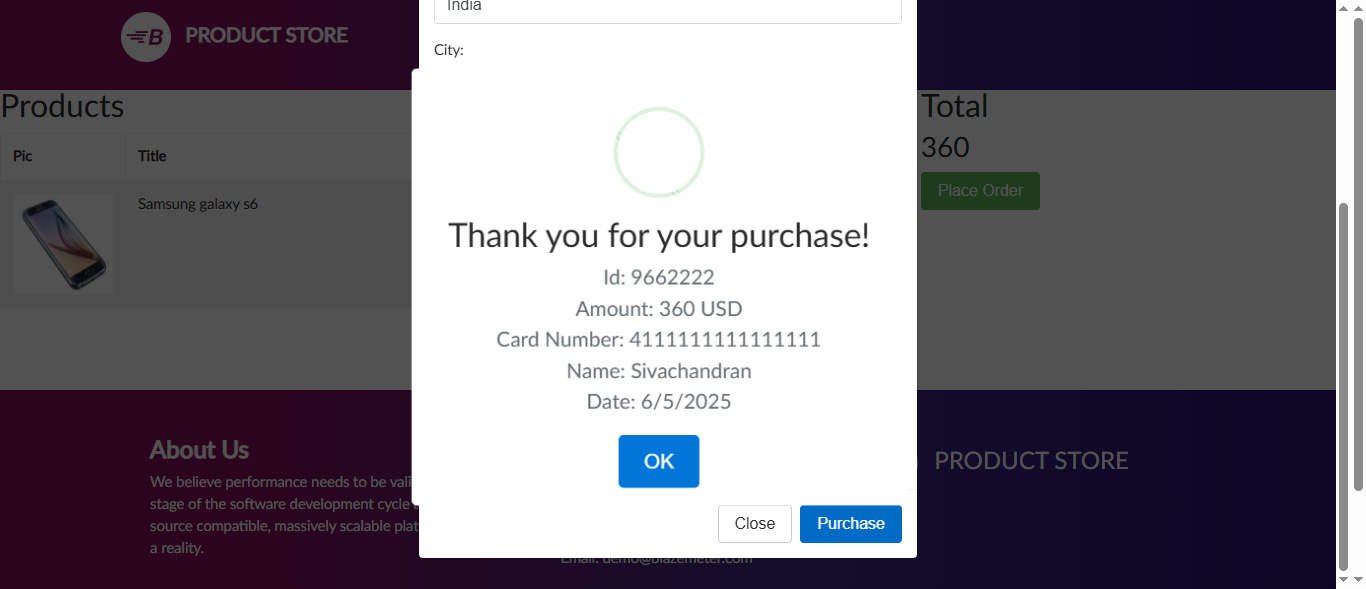 India
B PRODUCT STORE
City:
Products
Total
360
Pic Title
Place Order
Samsung galaxy s6
Thank you for your purchase!
Id: 9662222
Amount: 360 USD
Card Number: 4111111111111111
Name: Sivachandran
Date: 6/5/2025
OK
About Us
We believe performance needs to be vali
stage of the software development cycle
source compatible, massively scalable plat
a reality.
PRODUCT STORE
Close Purchase
Email: demo@blazemeter.com